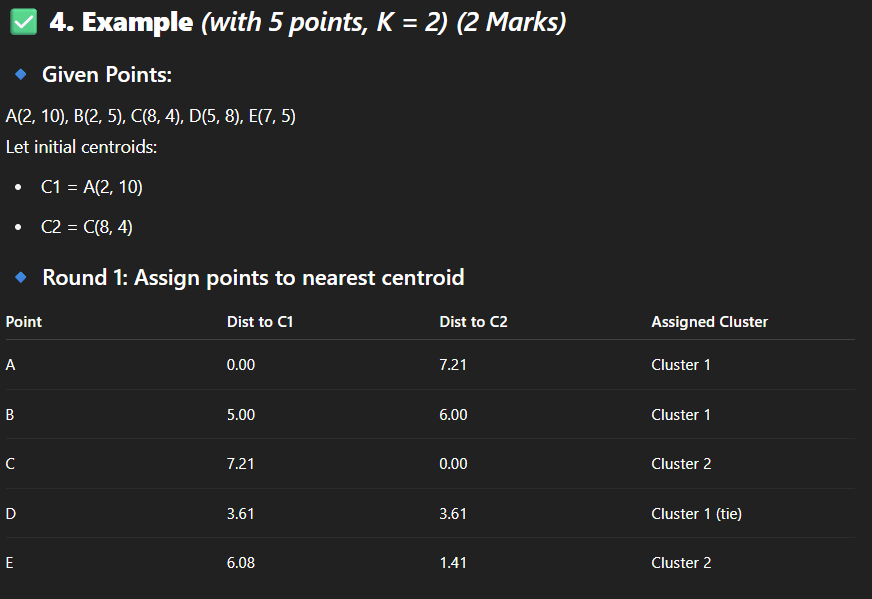 ✅ 4. Example (with 5 points, K = 2) (2 Marks)
🔹 Given Points:
A(2, 10), B(2, 5), C(8, 4), D(5, 8), E(7, 5)
Let initial centroids:
• C1 = A(2, 10)
• C2 = C(8, 4)
🔹 Round 1: Assign points to nearest centroid
Point Dist to C1 Dist to C2 Assigned Cluster
A 0.00 7.21 Cluster 1
B 5.00 6.00 Cluster 1
C 7.21 0.00 Cluster 2
D 3.61 3.61 Cluster 1 (tie)
E 6.08 1.41 Cluster 2